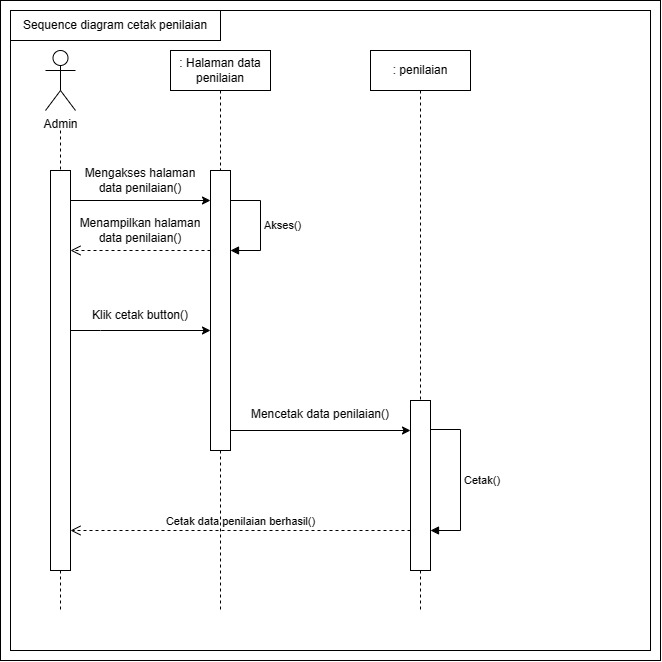 Sequence diagram cetak penilaian
: Halaman data
penilaian
: penilaian
Admin
Mengakses halaman
data penilaian()
Akses()
Menampilkan halaman
data penilaian()
Klik cetak button()
Mencetak data penilaian()
Cetak()
Cetak data penilaian berhasil()